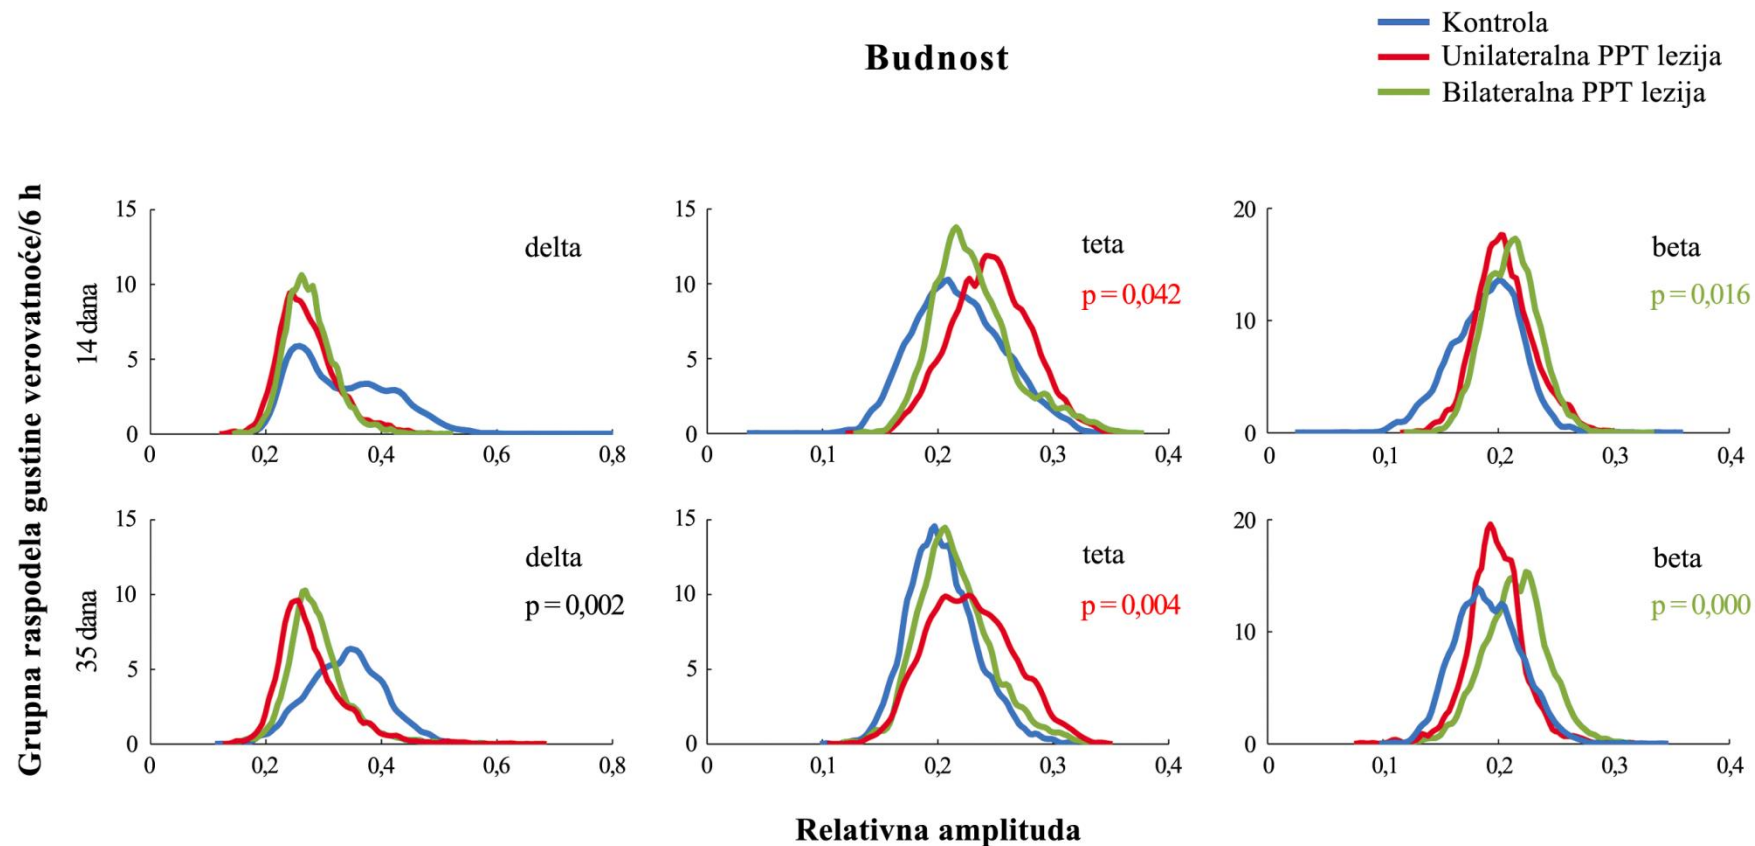 Budnost
Kontrola
Unilateralna PPT lezija
Bilateralna PPT lezija
Grupna raspodela gustine verovatnoće/6 h
14 dana
15
10
5
0
0
0,2
0,4
0,6
0,8
delta
15
10
5
0
0
0,1
0,2
0,3
0,4
teta
p = 0,042
20
10
0
0
0,1
0,2
0,3
0,4
beta
p = 0,016
35 dana
15
10
5
0
0
0,2
0,4
0,6
0,8
delta
p = 0,002
15
10
5
0
0
0,1
0,2
0,3
0,4
teta
p = 0,004
20
10
0
0
0,1
0,2
0,3
0,4
beta
p = 0,000
Relativna amplituda